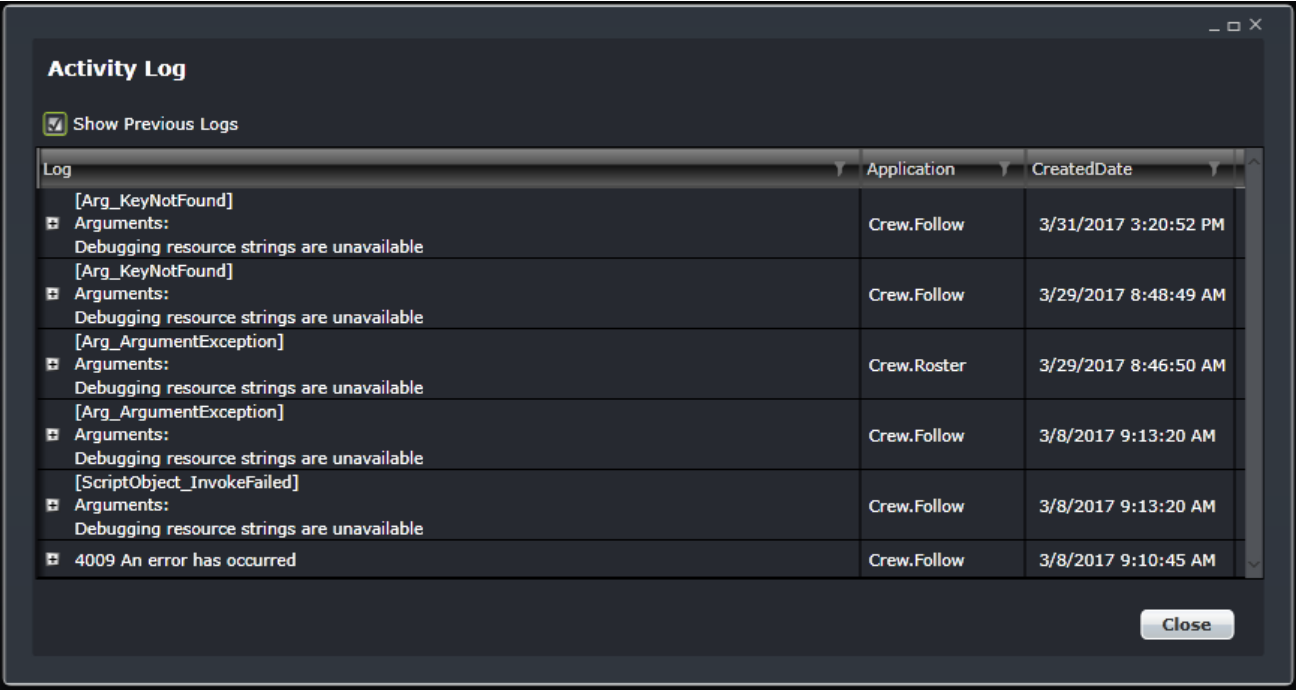 Activity Log
Show Previous Logs
Log Application CreatedDate
[Arg_KeyNotFound]
Arguments:
Debugging resource strings are unavailable
Crew.Follow
3/31/2017 3:20:52 PM
[Arg_KeyNotFound]
Arguments:
Debugging resource strings are unavailable
Crew.Follow
3/29/2017 8:48:49 AM
[Arg_ArgumentException]
Arguments:
Debugging resource strings are unavailable
Crew.Roster
3/29/2017 8:46:50 AM
[Arg_ArgumentException]
Arguments:
Debugging resource strings are unavailable
Crew.Follow
3/8/2017 9:13:20 AM
[ScriptObject_InvokeFailed]
Arguments:
Debugging resource strings are unavailable
Crew.Follow
3/8/2017 9:13:20 AM
4009 An error has occurred
Crew.Follow
3/8/2017 9:10:45 AM
Close